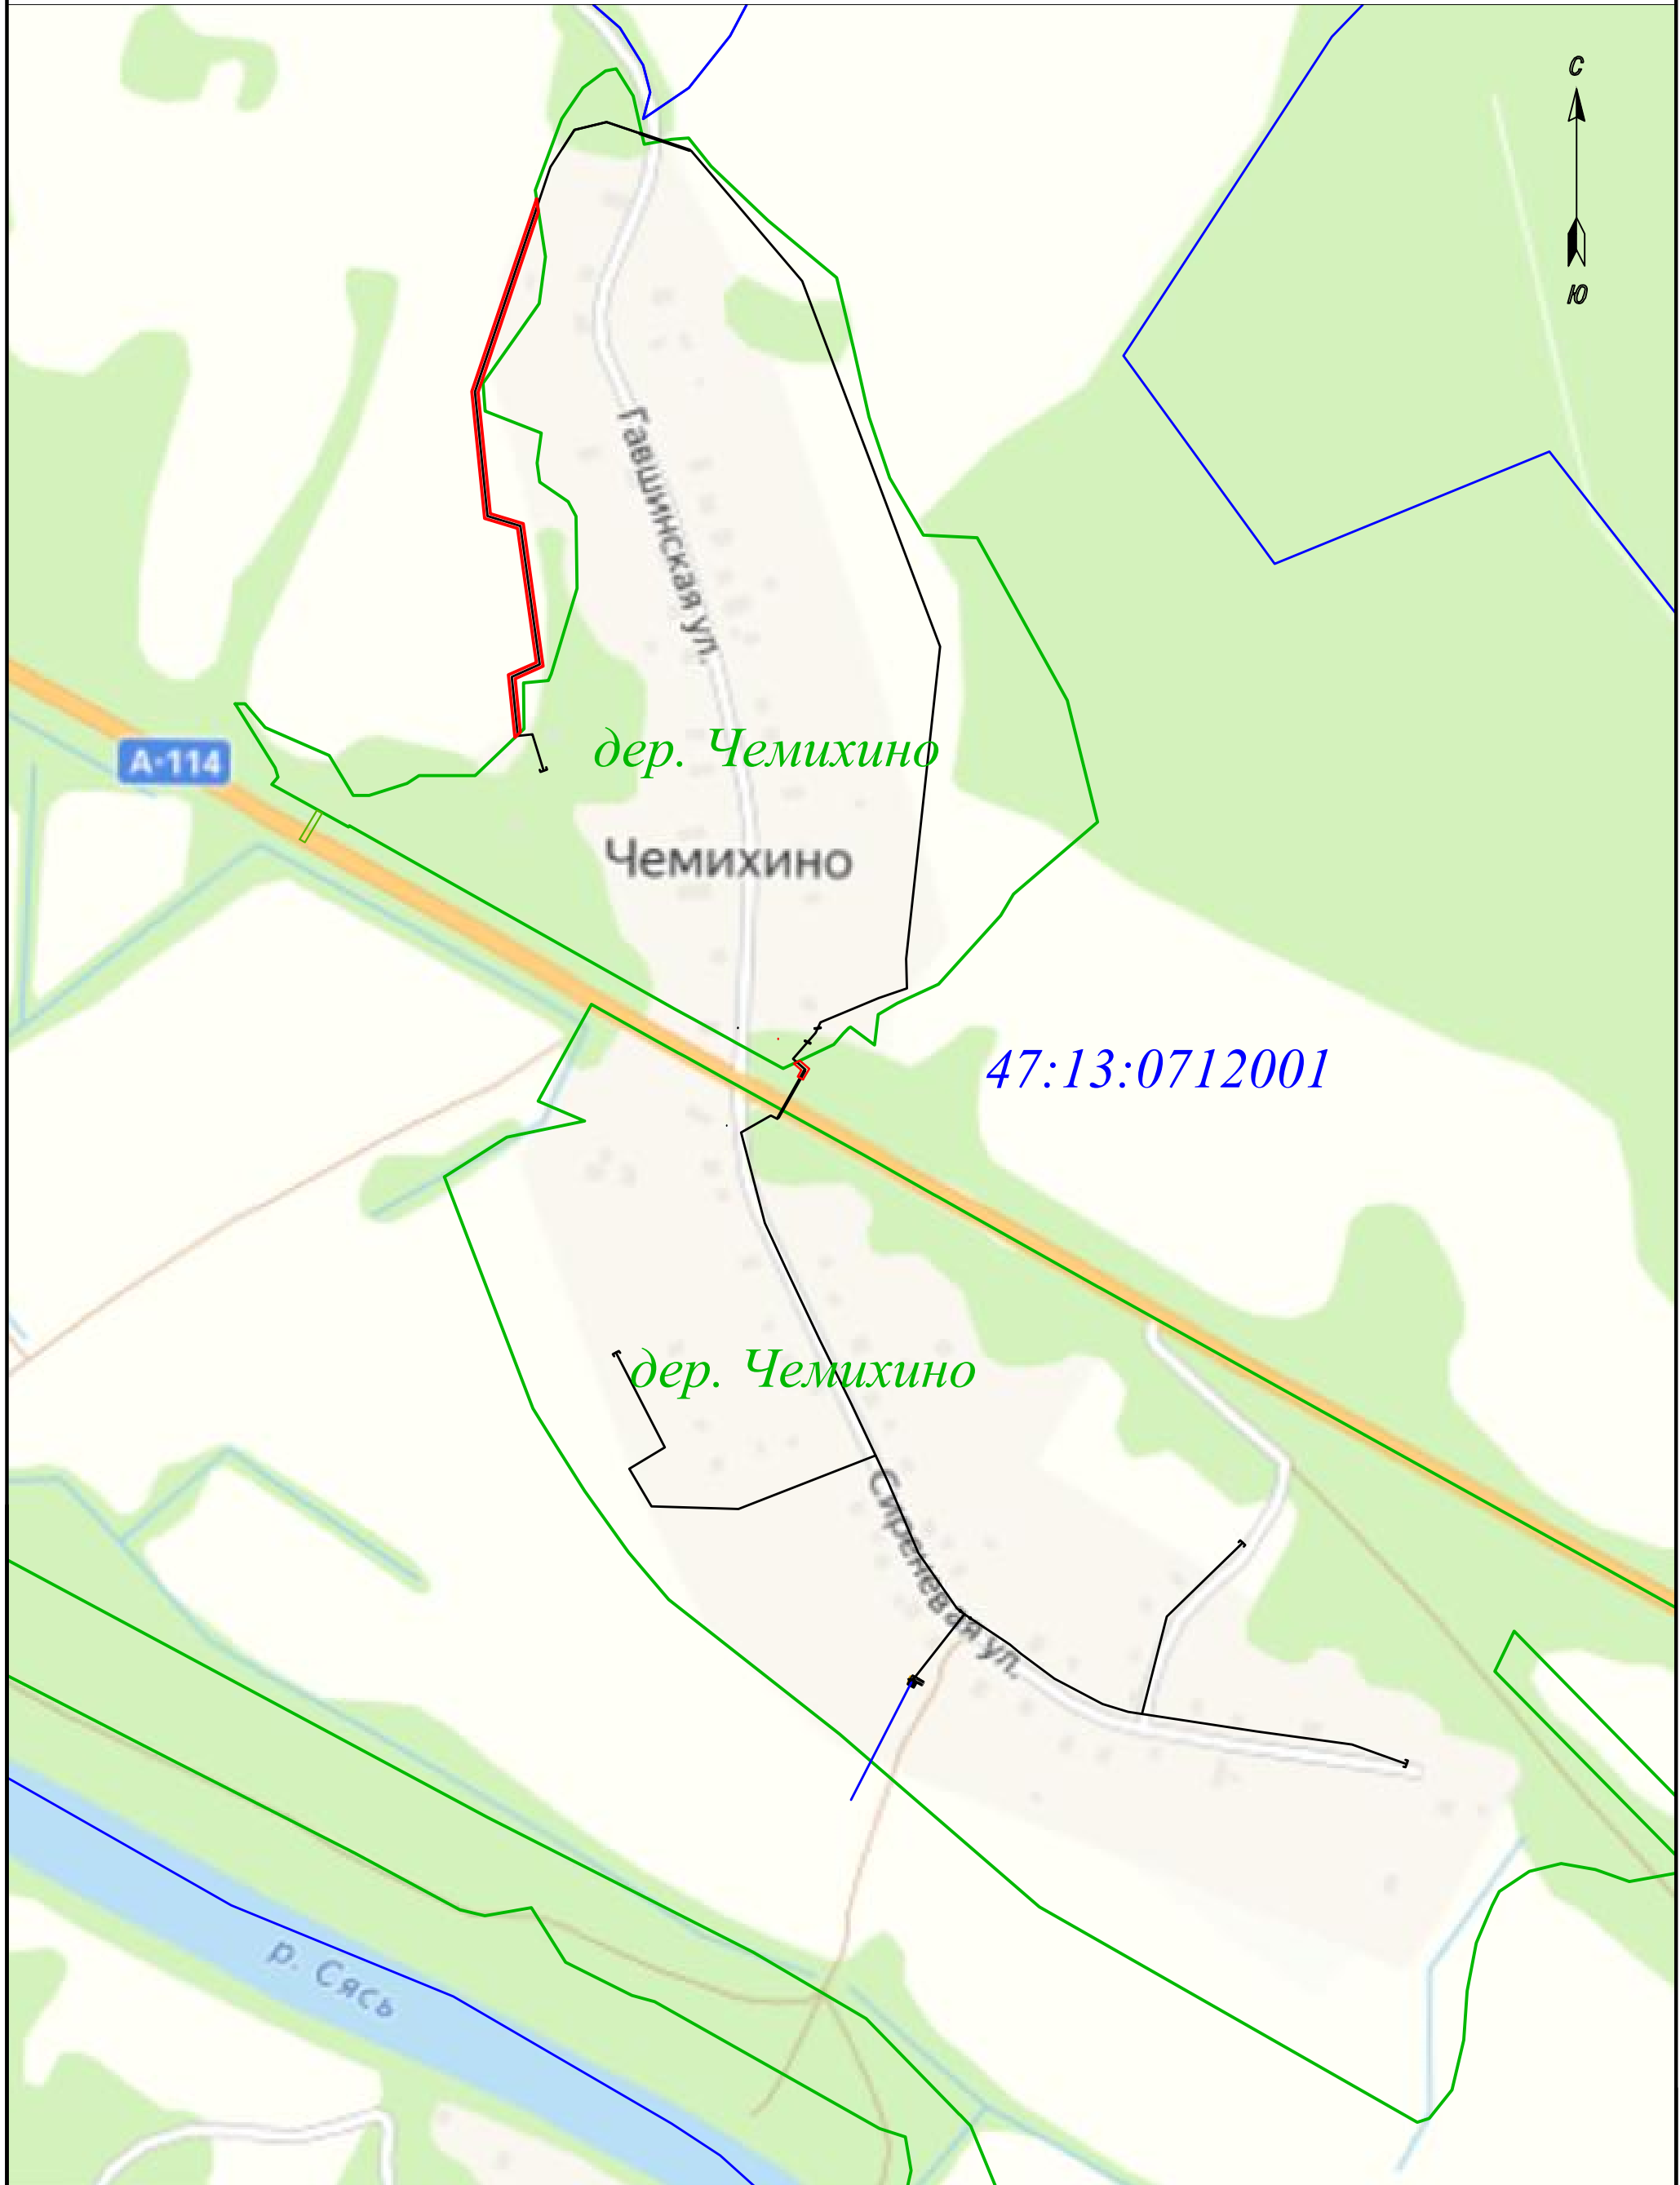 С
Ю
Гавшинская ул.
дер. Чемихино
А-114
Чемихино
47:13:0712001
дер. Чемихино
Сиреневая ул.
р. Сясь